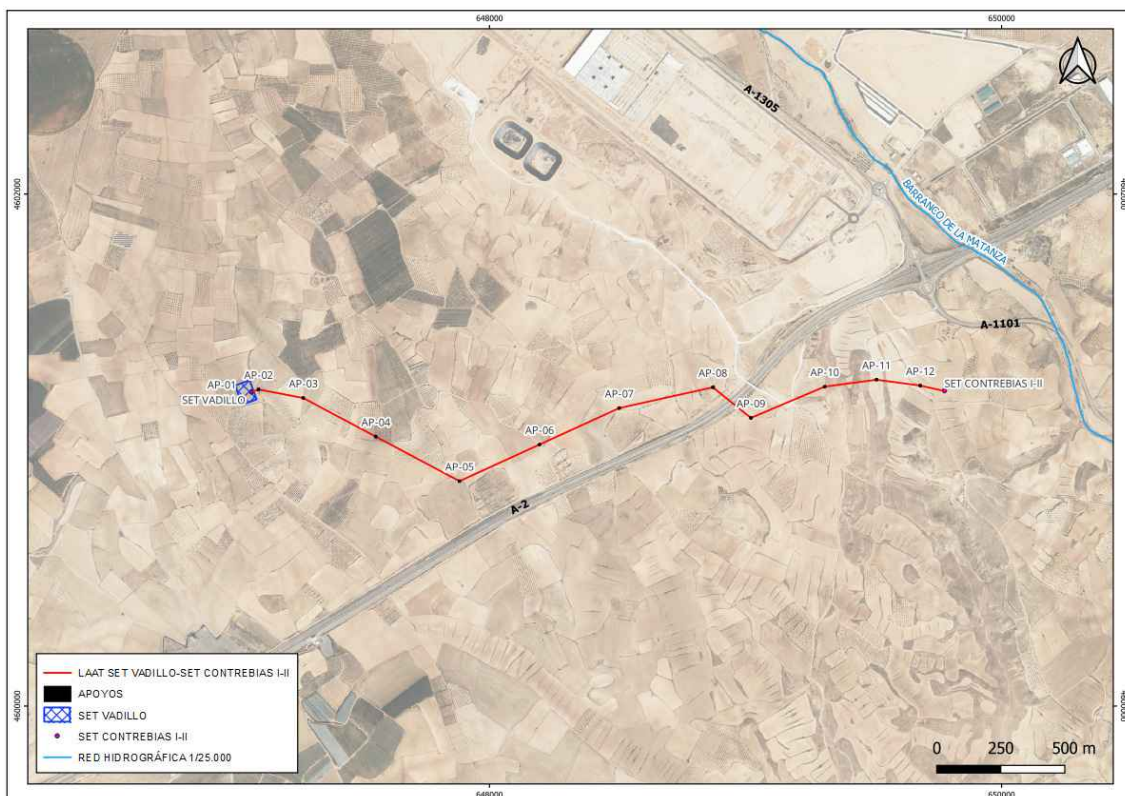 648000
650000
A-1305
4602000
4602000
BARRANCO DE LA MATANZA
A-1101
AP-01
AP-02
AP-03
SET VADILLO
AP-04
AP-05
AP-06
AP-07
AP-08
AP-09
AP-10
AP-11
AP-12
SET CONTREBIAS I-II
A-2
LAAT SET VADILLO-SET CONTREBIAS I-II
APOYOS
SET VADILLO
SET CONTREBIAS I-II
RED HIDROGRÁFICA 1/25.000
4600000
4600000
0 250 500 m
648000
650000